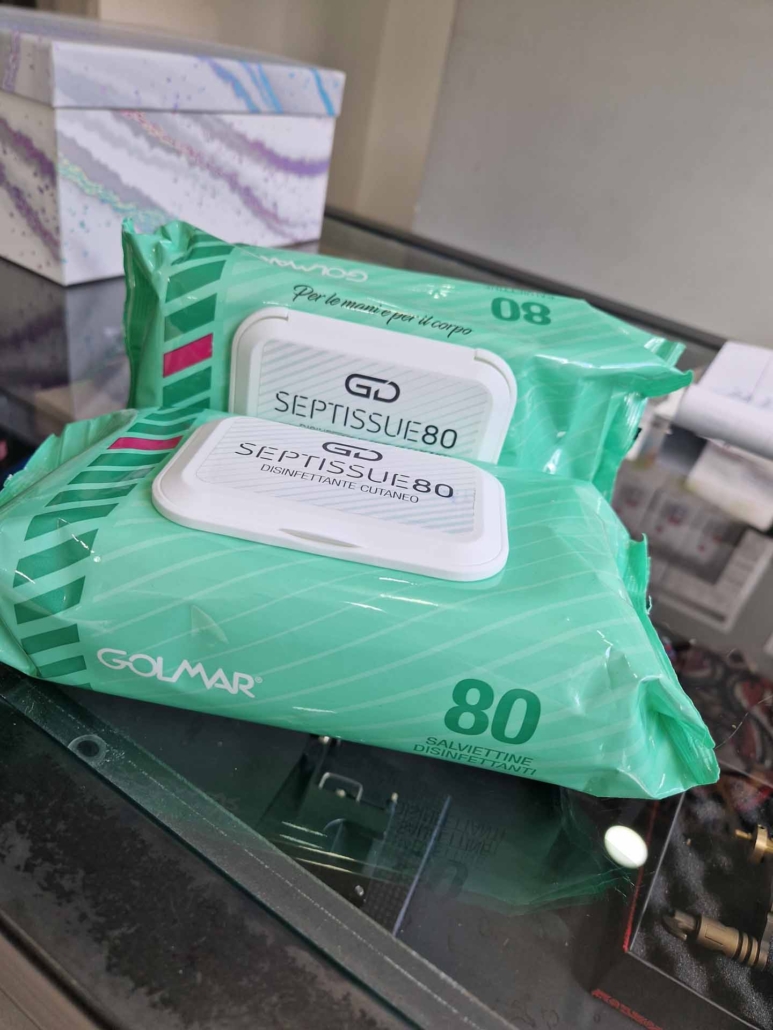 GOLMAR
80
Per le mani e per il corpo
GD
SEPTISSUE80
GD
SEPTISSUE80
DISINFETTANTE CUTANEO
GOLMAR®
80
SALVIETTINE
DISINFETTANTI